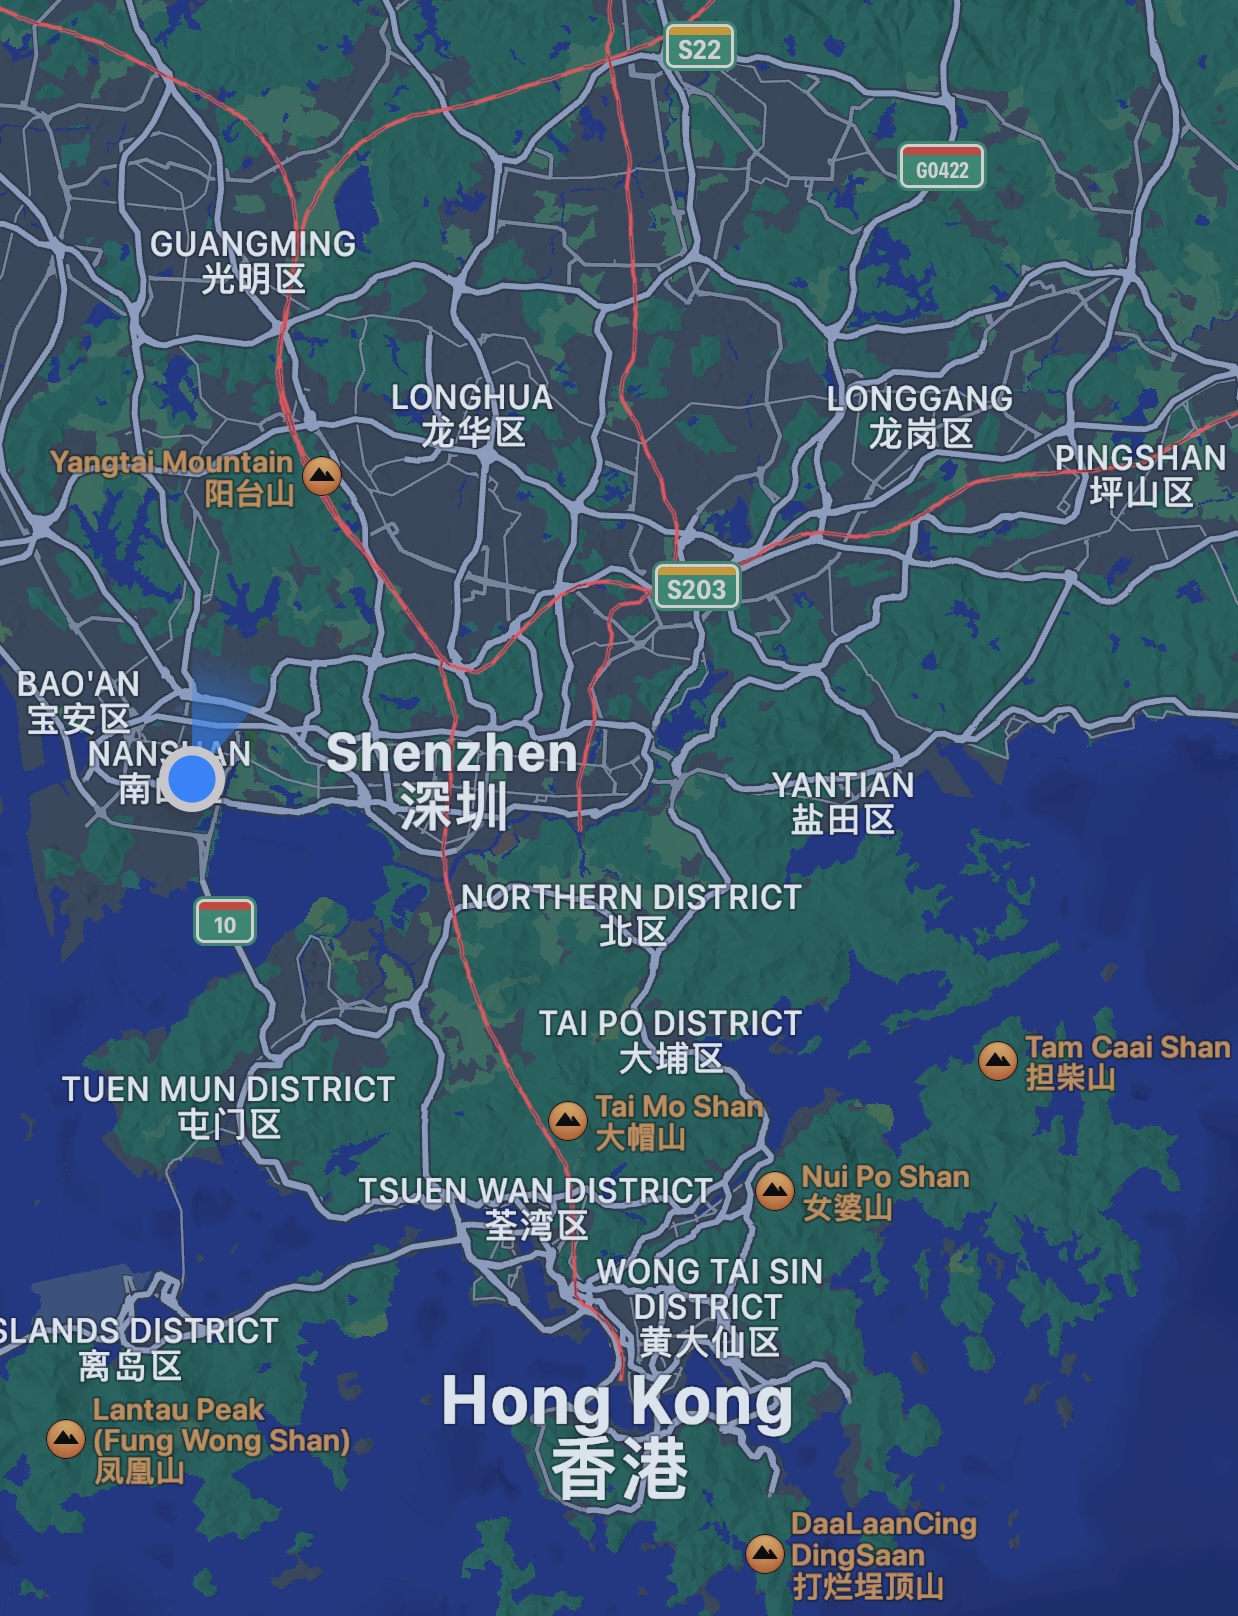 S22
G0422
GUANGMING
光明区
LONGHUA
龙华区
LONGGANG
龙岗区
PINGSHAN
坪山区
Yangtai Mountain
阳台山
S203
BAO'AN
宝安区
Shenzhen
深圳
YANTIAN
盐田区
10
NORTHERN DISTRICT
北区
TAI PO DISTRICT
大埔区
Tam Caai Shan
担柴山
TUEN MUN DISTRICT
屯门区
Tai Mo Shan
大帽山
Nui Po Shan
女婆山
TSUEN WAN DISTRICT
荃湾区
WONG TAI SIN
DISTRICT
黄大仙区
SLANDS DISTRICT
离岛区
Hong Kong
香港
Lantau Peak
(Fung Wong Shan)
凤凰山
DaaLaanCing
DingSaan
打烂埕顶山